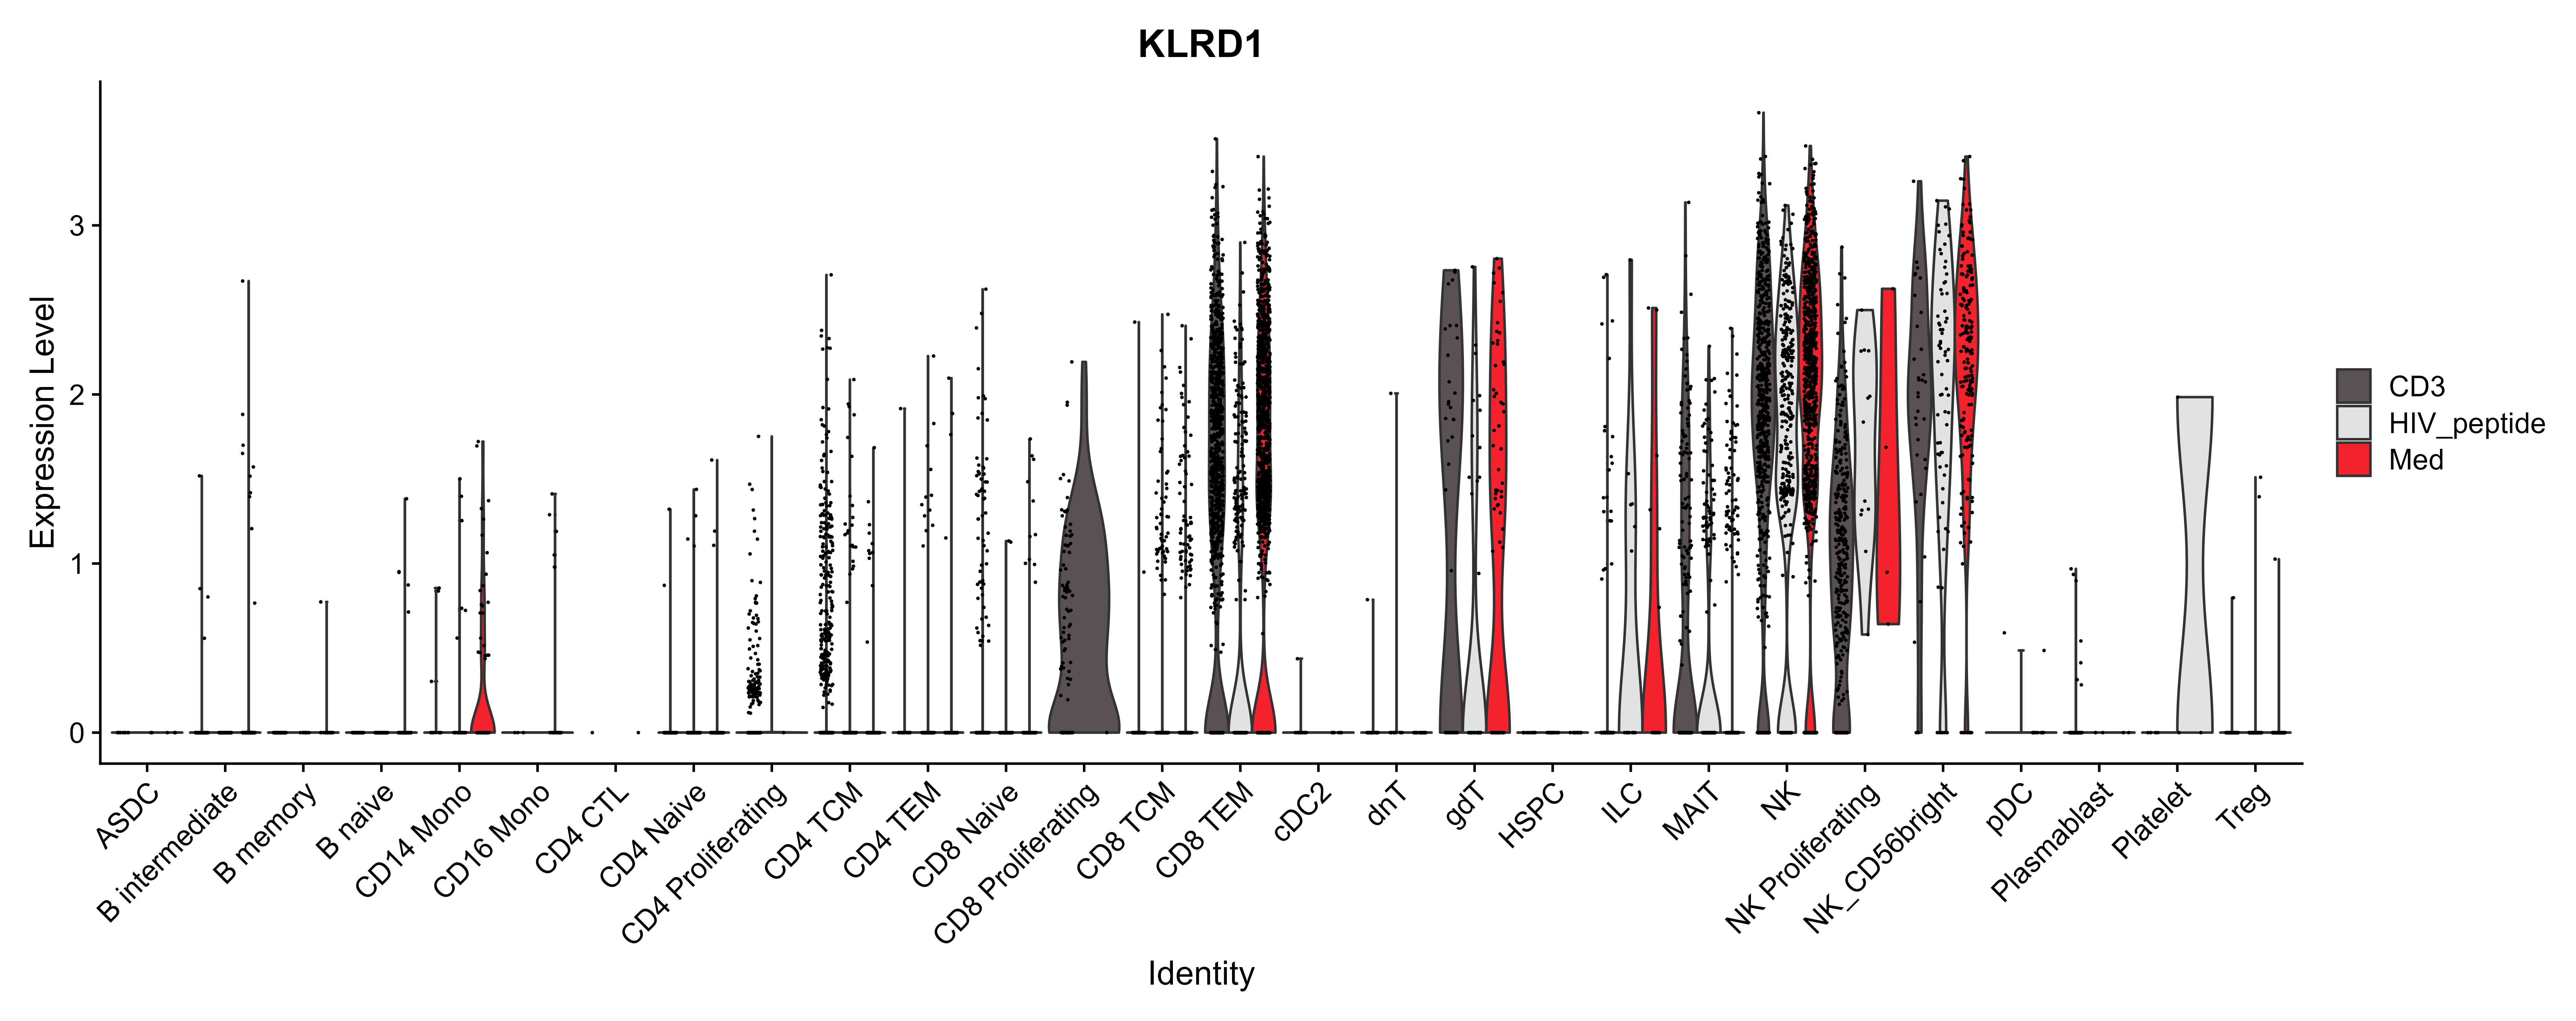 KLRD1
Expression Level
3
2
1
0
ASDC
B intermediate
B memory
B naive
CD14 Mono
CD16 Mono
CD4 CTL
CD4 Naive
CD4 Proliferating
CD4 TCM
CD4 TEM
CD8 Naive
CD8 Proliferating
CD8 TCM
CD8 TEM
cDC2
dnT
gdT
HSPC
ILC
MAIT
NK
NK Proliferating
NK_CD56bright
pDC
Plasmablast
Platelet
Treg
Identity
CD3
HIV_peptide
Med